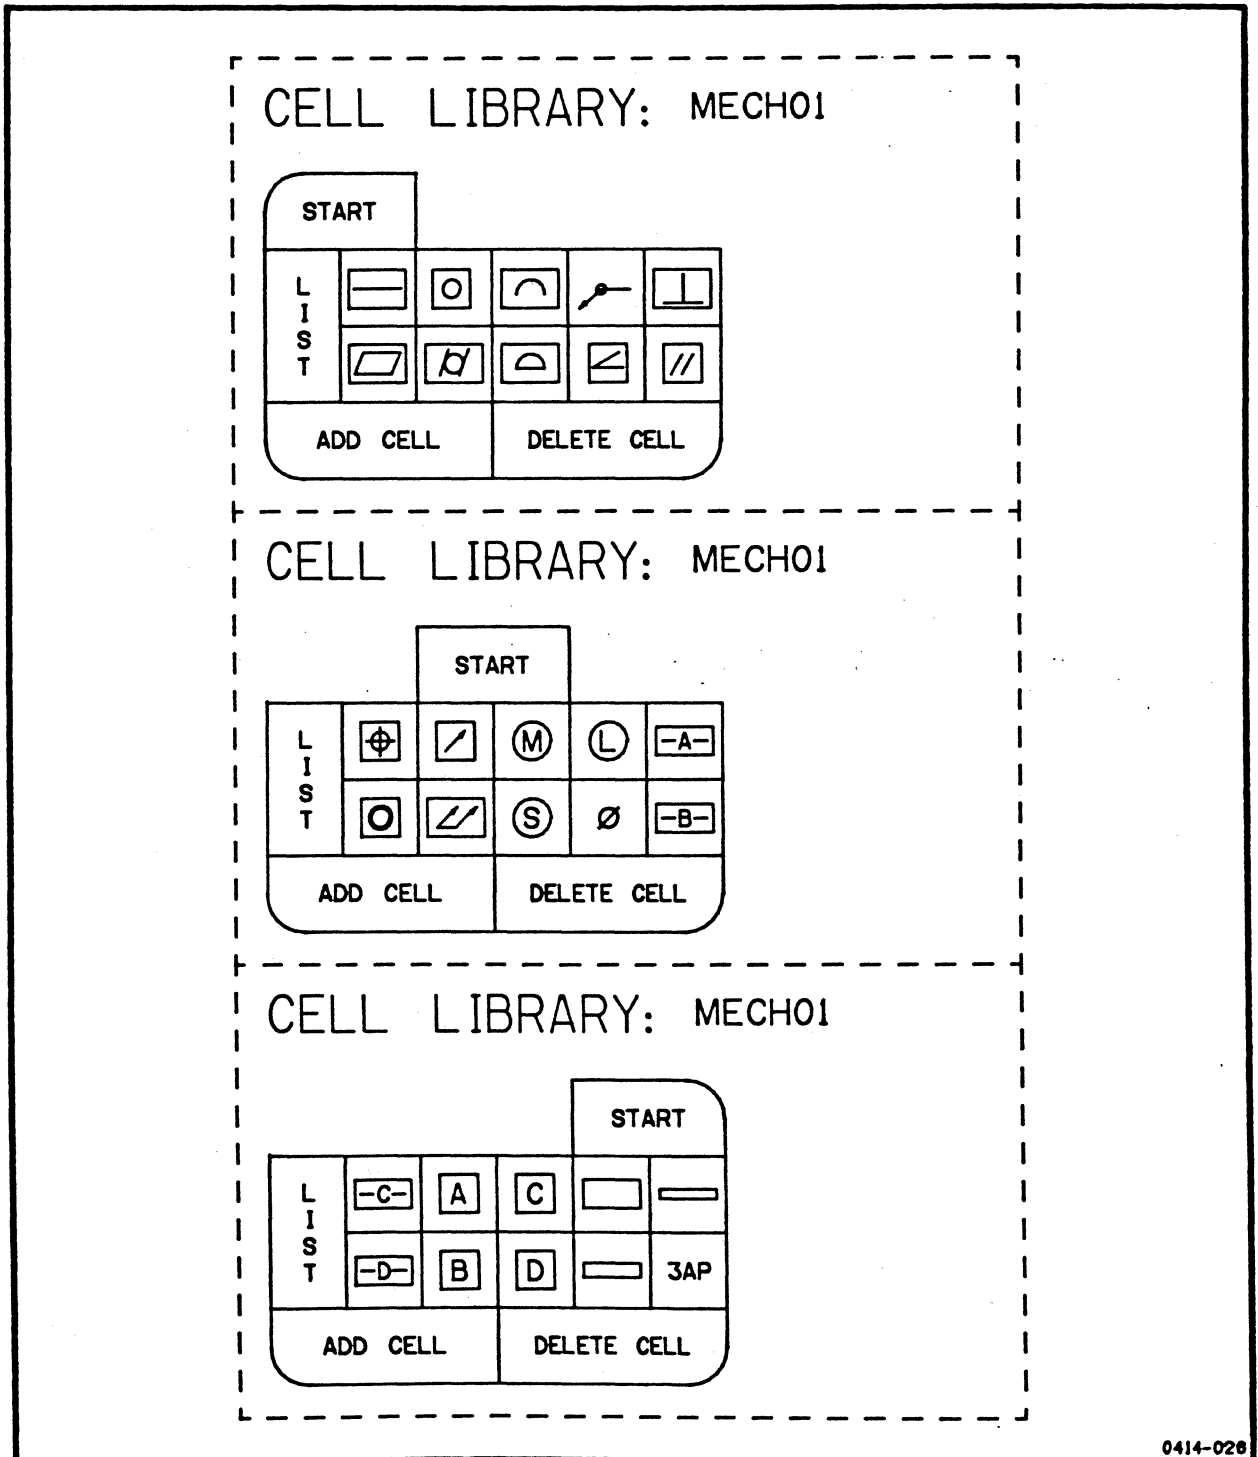 CELL LIBRARY: MECH01
START
LIST
ADD CELL DELETE CELL
CELL LIBRARY: MECH01
START
LIST
M L -A-
S Ø -B-
ADD CELL DELETE CELL
CELL LIBRARY: MECH01
START
LIST
-C- A C
-D- B D 3AP
ADD CELL DELETE CELL
0414-026